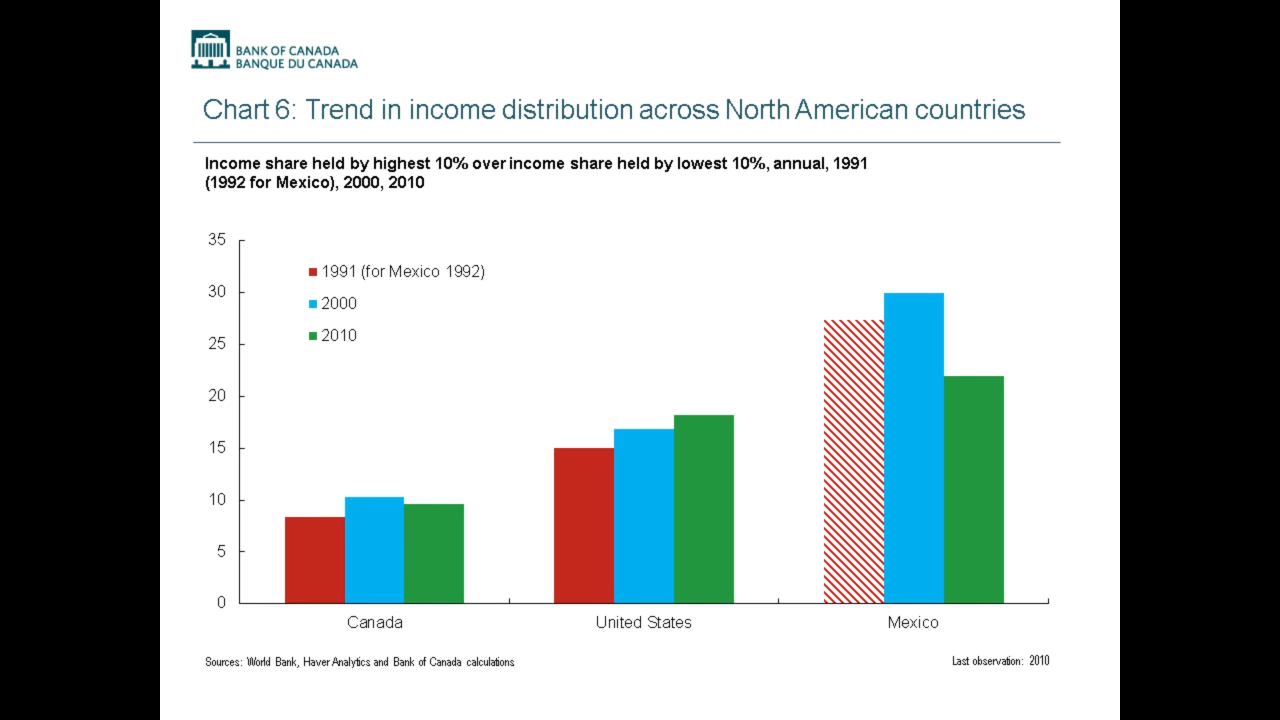 BANK OF CANADA
BANQUE DU CANADA
Chart 6: Trend in income distribution across North American countries
Income share held by highest 10% over income share held by lowest 10%, annual, 1991
(1992 for Mexico), 2000, 2010
35
30
25
20
15
10
5
0
1991 (for Mexico 1992)
2000
2010
Canada
United States
Mexico
Sources: World Bank, Haver Analytics and Bank of Canada calculations
Last observation: 2010